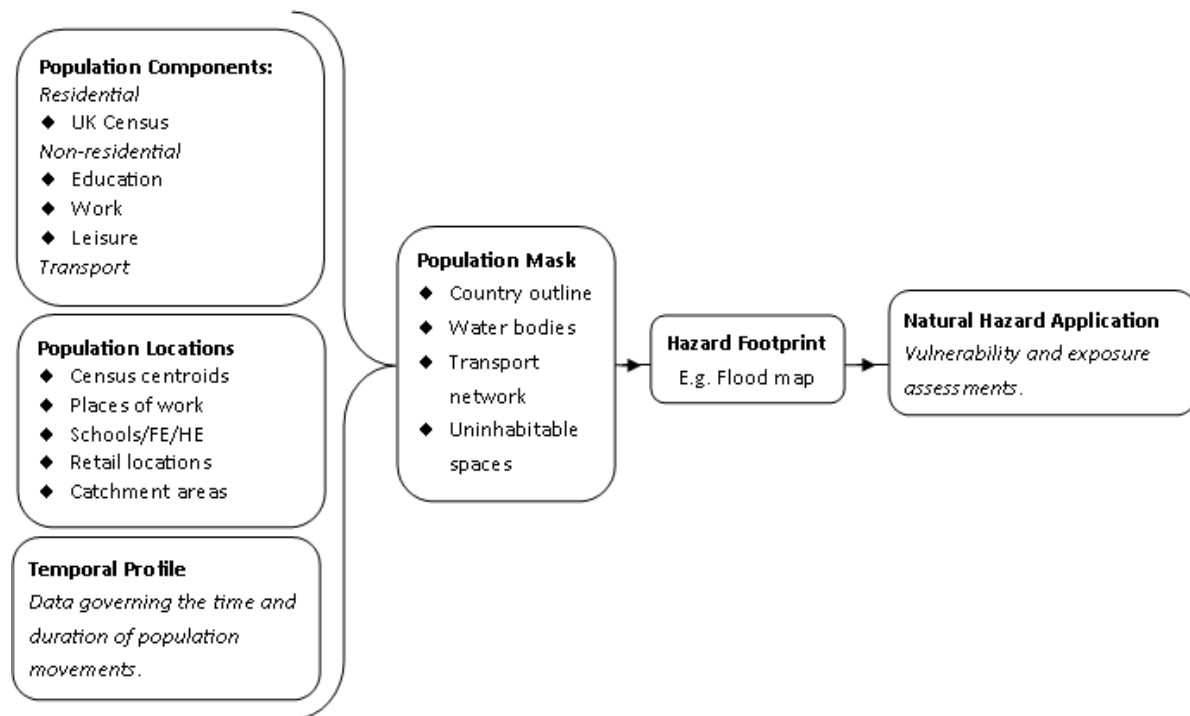 Population Components:
Residential
◆ UK Census
Non-residential
◆ Education
◆ Work
◆ Leisure
Transport
Population Locations
◆ Census centroids
◆ Places of work
◆ Schools/FE/HE
◆ Retail locations
◆ Catchment areas
Temporal Profile
Data governing the time and
duration of population
movements.
Population Mask
◆ Country outline
◆ Water bodies
◆ Transport
network
◆ Uninhabitable
spaces
Hazard Footprint
E.g. Flood map
Natural Hazard Application
Vulnerability and exposure
assessments.